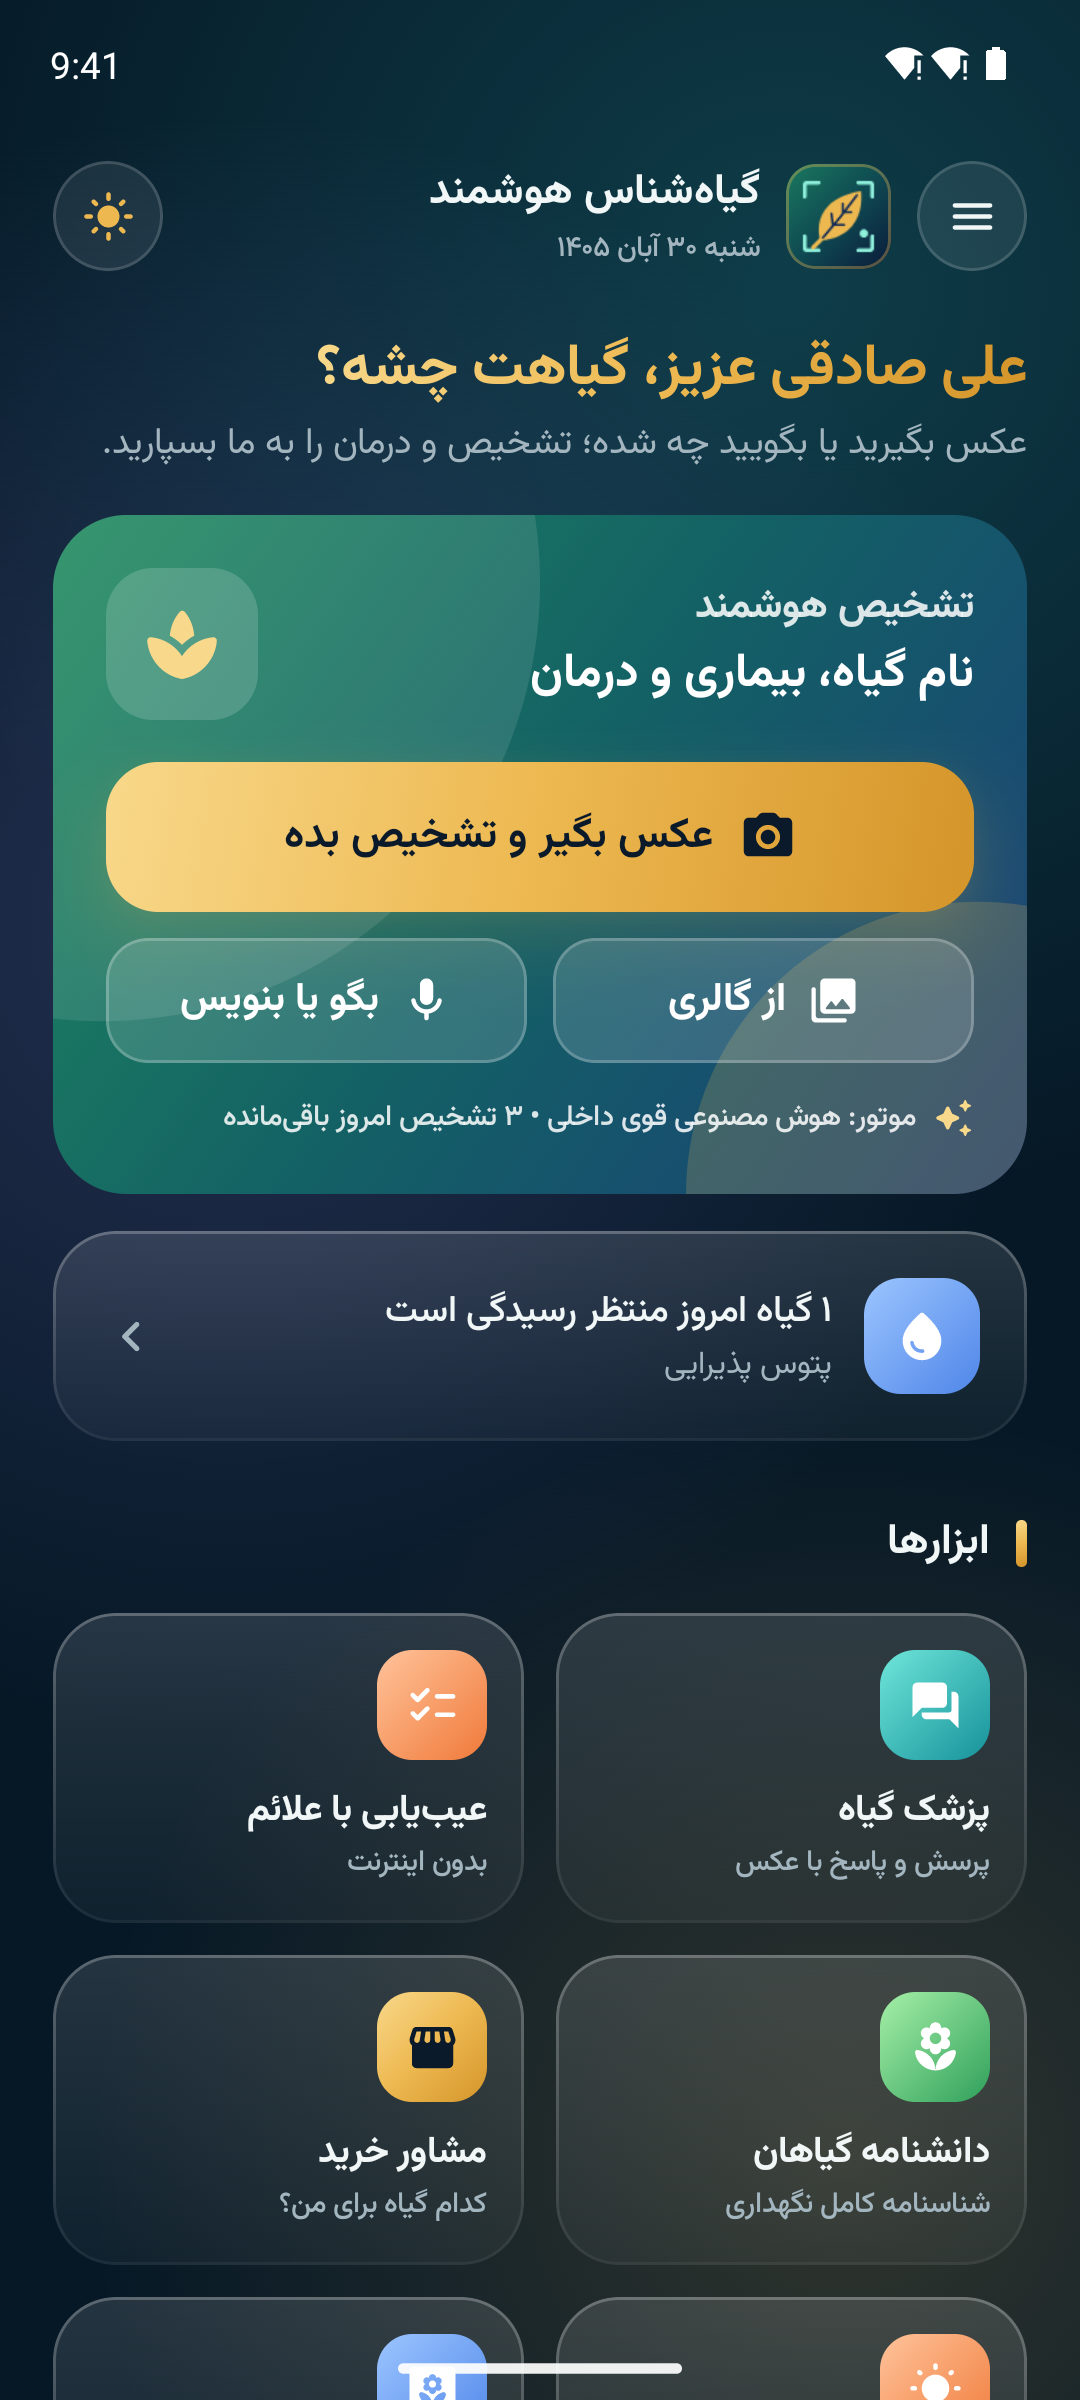 9:41
گیاه‌شناس هوشمند
شنبه ۳۰ آبان ۱۴۰۵
علی صادقی عزیز، گیاهت چشه؟
عکس بگیرید یا بگویید چه شده؛ تشخیص و درمان را به ما بسپارید.
تشخیص هوشمند
نام گیاه، بیماری و درمان
عکس بگیر و تشخیص بده
از گالری
بگو یا بنویس
موتور: هوش مصنوعی قوی داخلی • ۳ تشخیص امروز باقی‌مانده
۱ گیاه امروز منتظر رسیدگی است
پتوس پذیرایی
ابزارها
پزشک گیاه
پرسش و پاسخ با عکس
عیب‌یابی با علائم
بدون اینترنت
دانشنامه گیاهان
شناسنامه کامل نگهداری
مشاور خرید
کدام گیاه برای من؟